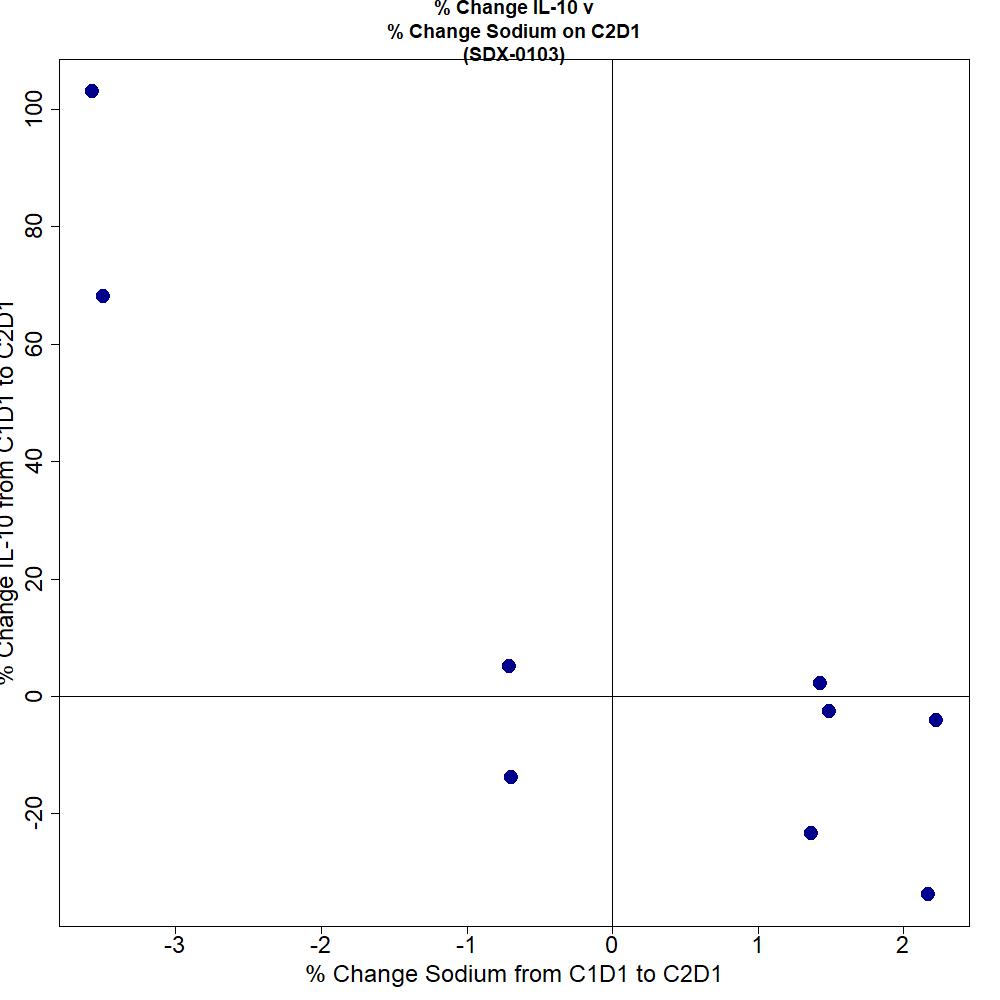 % Change IL-10 v
% Change Sodium on C2D1
(SDX-0103)
100
80
60
40
20
0
-20
% Change IL-10 from C1D1 to C2D1
-3
-2
-1
0
1
2
% Change Sodium from C1D1 to C2D1